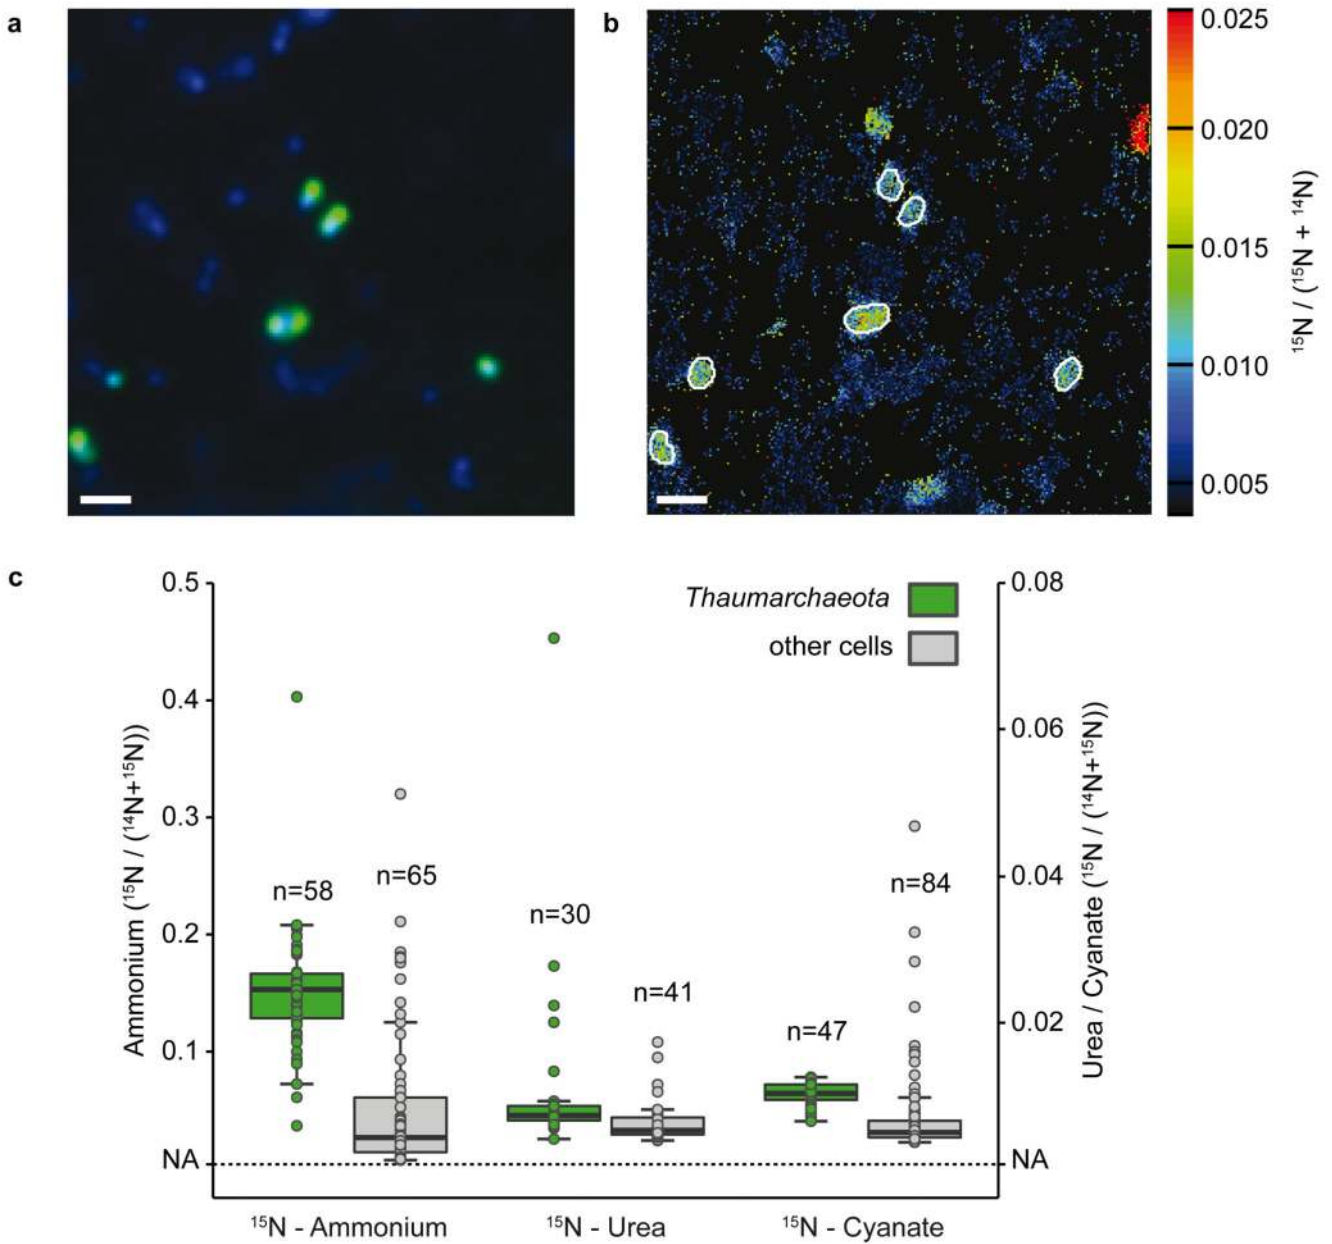 a
b
0.025
0.020
0.015
0.010
0.005
¹⁵N / (¹⁵N + ¹⁴N)
c
0.5
0.4
0.3
0.2
0.1
NA
Ammonium (¹⁵N / (¹⁴N+¹⁵N))
Thaumarchaeota
other cells
n=58
n=65
n=30
n=41
n=47
n=84
0.08
0.06
0.04
0.02
NA
Urea / Cyanate (¹⁵N / (¹⁴N+¹⁵N))
¹⁵N - Ammonium
¹⁵N - Urea
¹⁵N - Cyanate